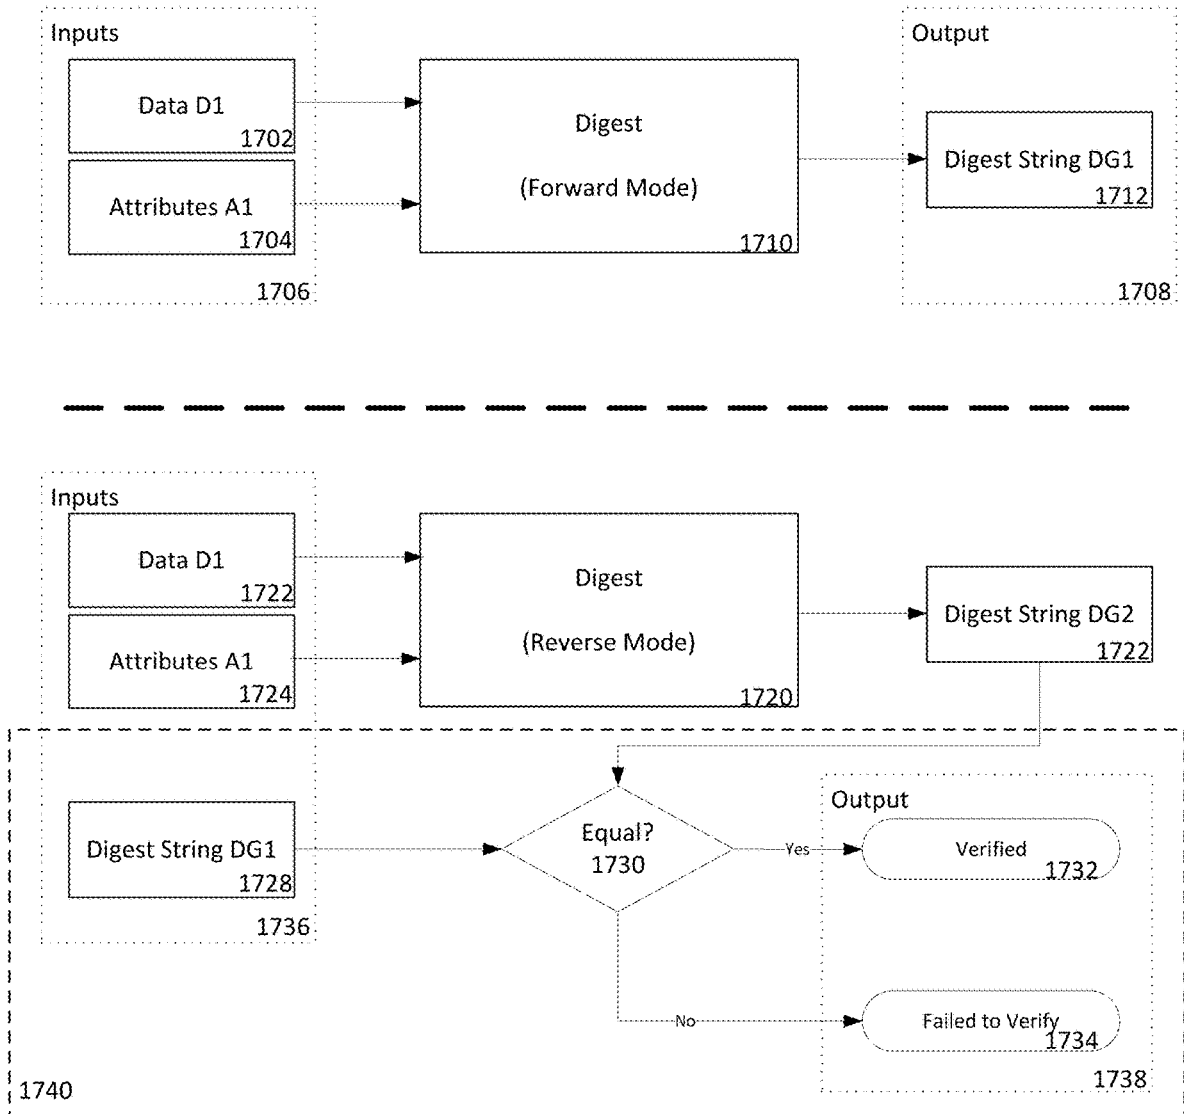 Inputs
Output
Data D1
1702
Attributes A1
1704
1706
Digest
(Forward Mode)
1710
Digest String DG1
1712
1708
Inputs
Data D1
1722
Attributes A1
1724
Digest
(Reverse Mode)
1720
Digest String DG2
1722
Digest String DG1
1728
1736
Equal?
1730
Yes
No
Output
Verified
1732
Failed to Verify
1734
1738
1740